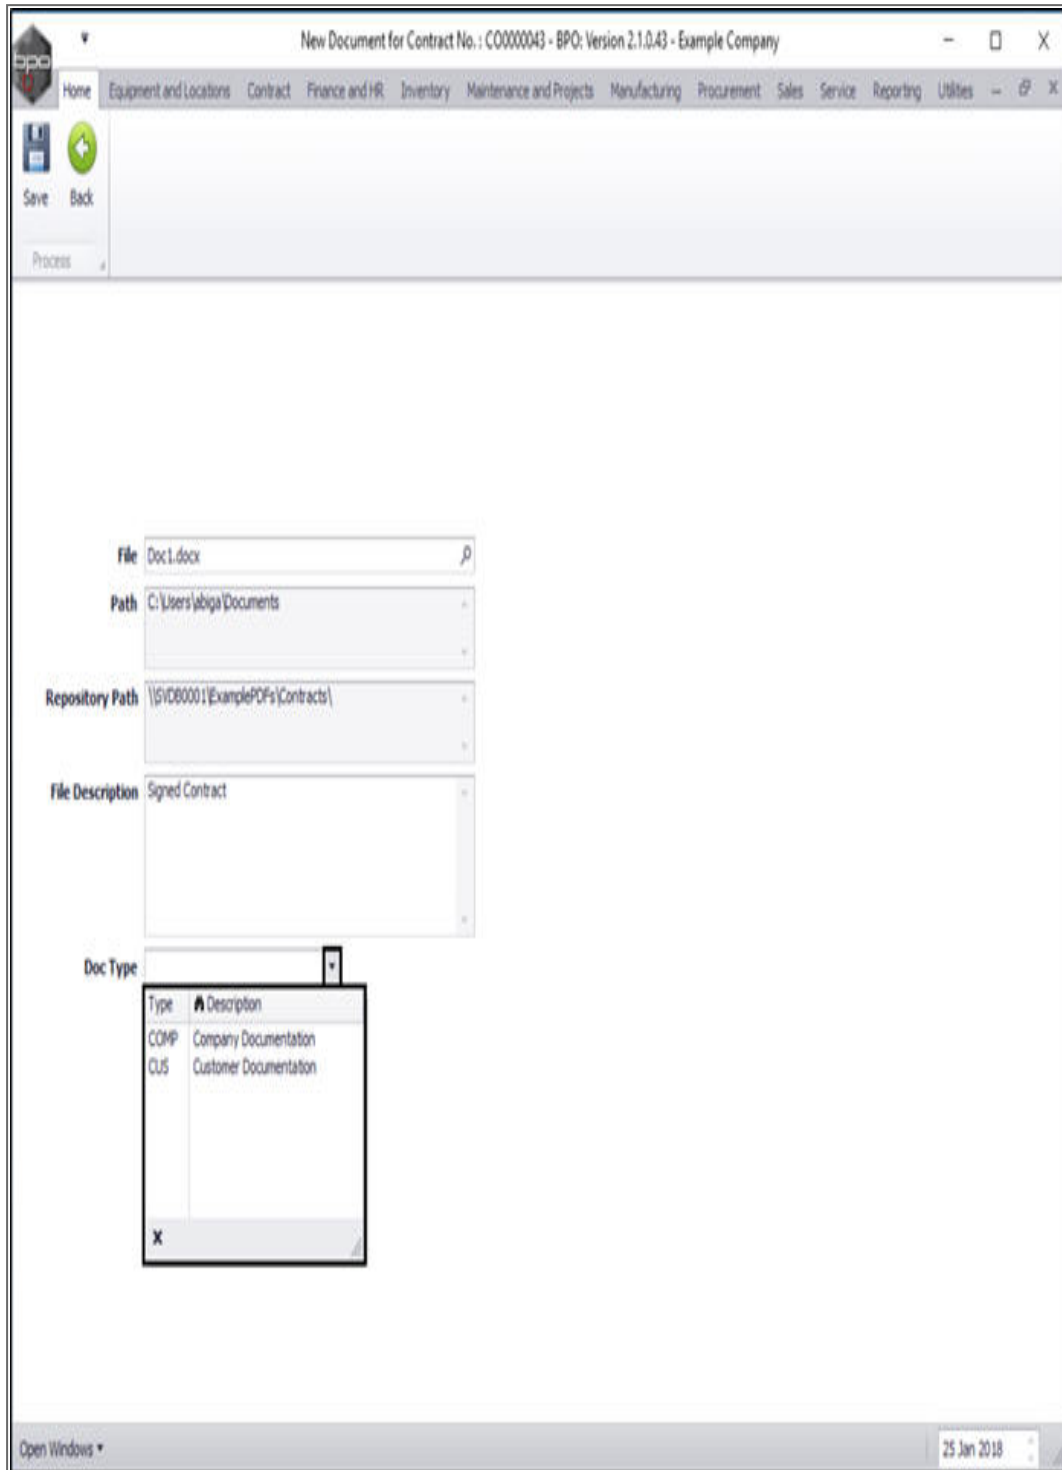 New Document for Contract No. : CO0000043 - BPO: Version 2.1.0.43 - Example Company
bpo
Home Equipment and Locations Contract Finance and HR Inventory Maintenance and Projects Manufacturing Procurement Sales Service Reporting Utilities
Save Back
Process
File Doc1.docx
Path C:\Users\abiga\Documents
Repository Path \\SVDB0001\ExamplePDFs\Contracts\
File Description Signed Contract
Doc Type
Type Description
COMP Company Documentation
CUS Customer Documentation
Open Windows 25 Jan 2018